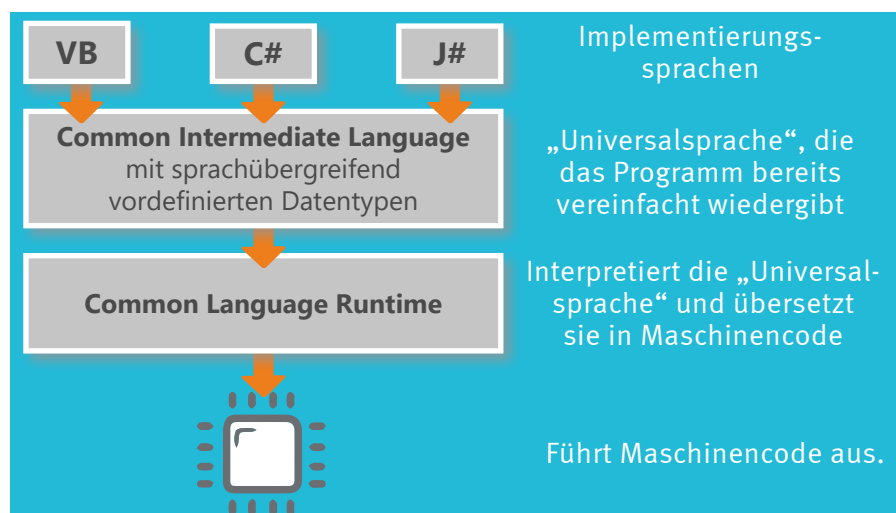 VB
C#
J#
Implementierungs-
sprachen
Common Intermediate Language
mit sprachübergreifend
vordefinierten Datentypen
„Universalsprache“, die
das Programm bereits
vereinfacht wiedergibt
Common Language Runtime
Interpretiert die „Universal-
sprache“ und übersetzt
sie in Maschinencode
Führt Maschinencode aus.